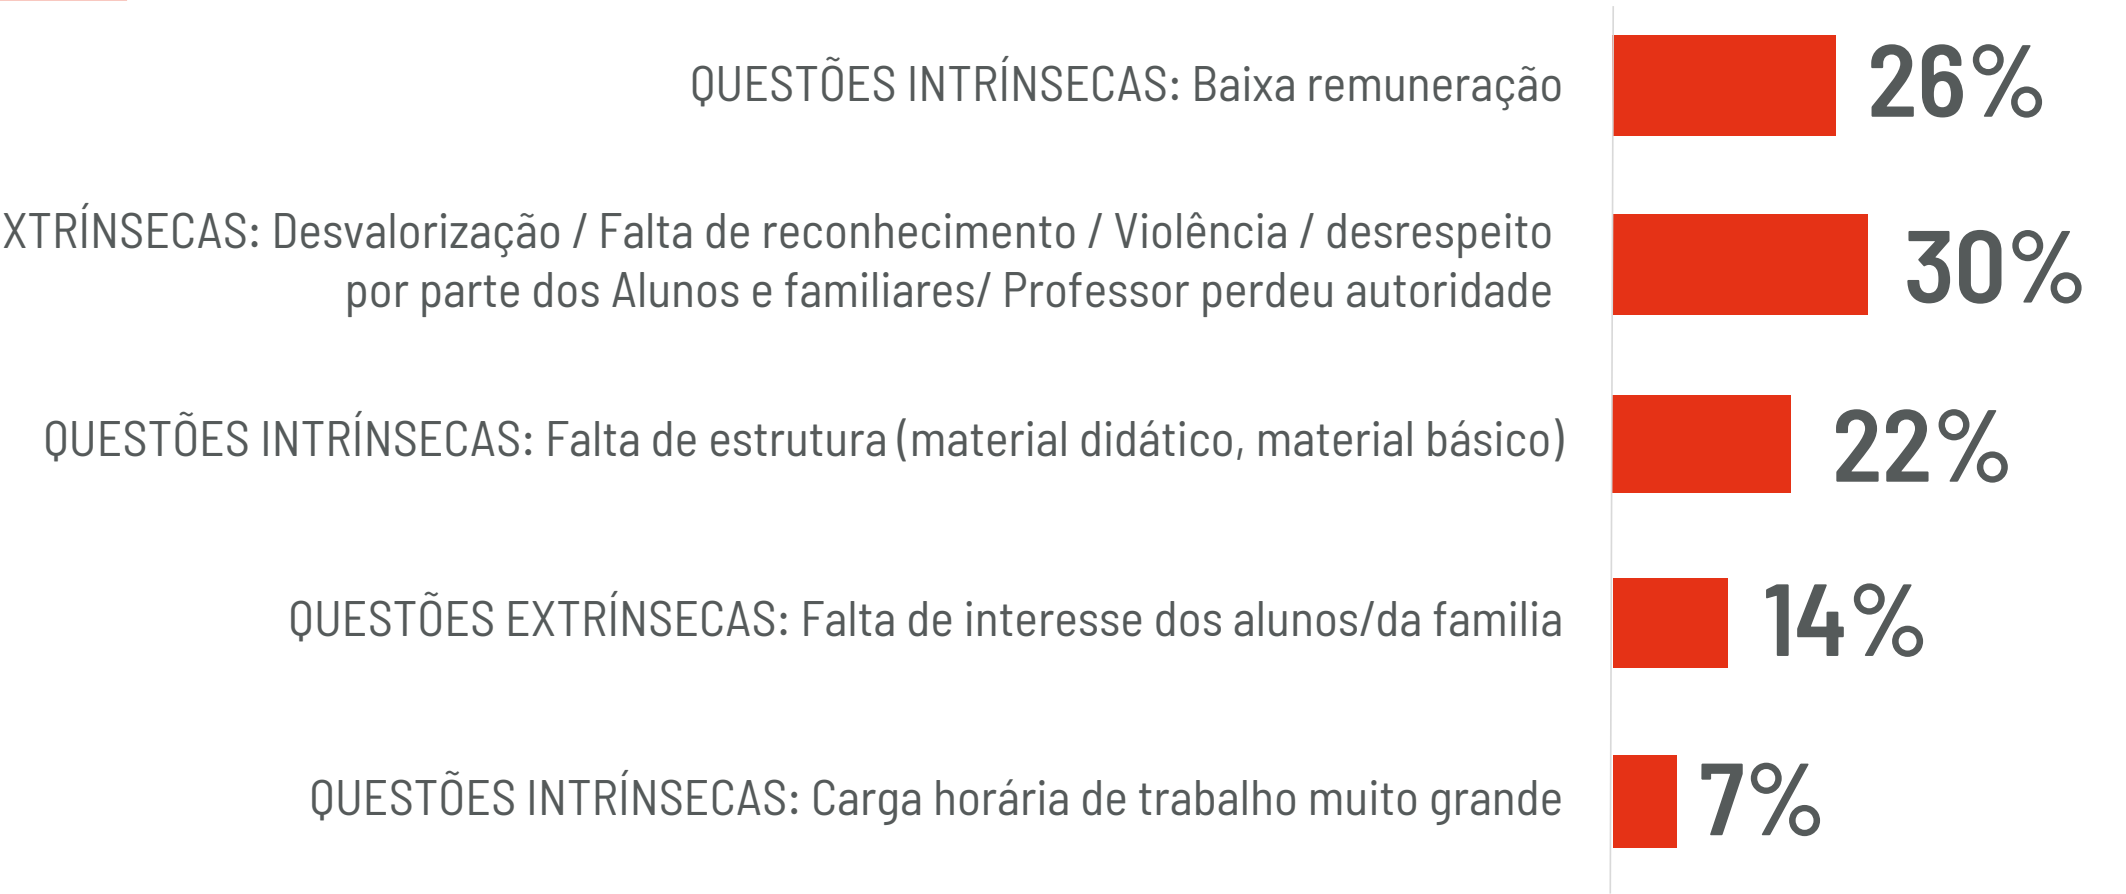 QUESTÕES INTRÍNSECAS: Baixa remuneração
26%
XTRÍNSECAS: Desvalorização / Falta de reconhecimento / Violência / desrespeito
por parte dos Alunos e familiares/ Professor perdeu autoridade
30%
QUESTÕES INTRÍNSECAS: Falta de estrutura (material didático, material básico)
22%
QUESTÕES EXTRÍNSECAS: Falta de interesse dos alunos/da familia
14%
QUESTÕES INTRÍNSECAS: Carga horária de trabalho muito grande
7%